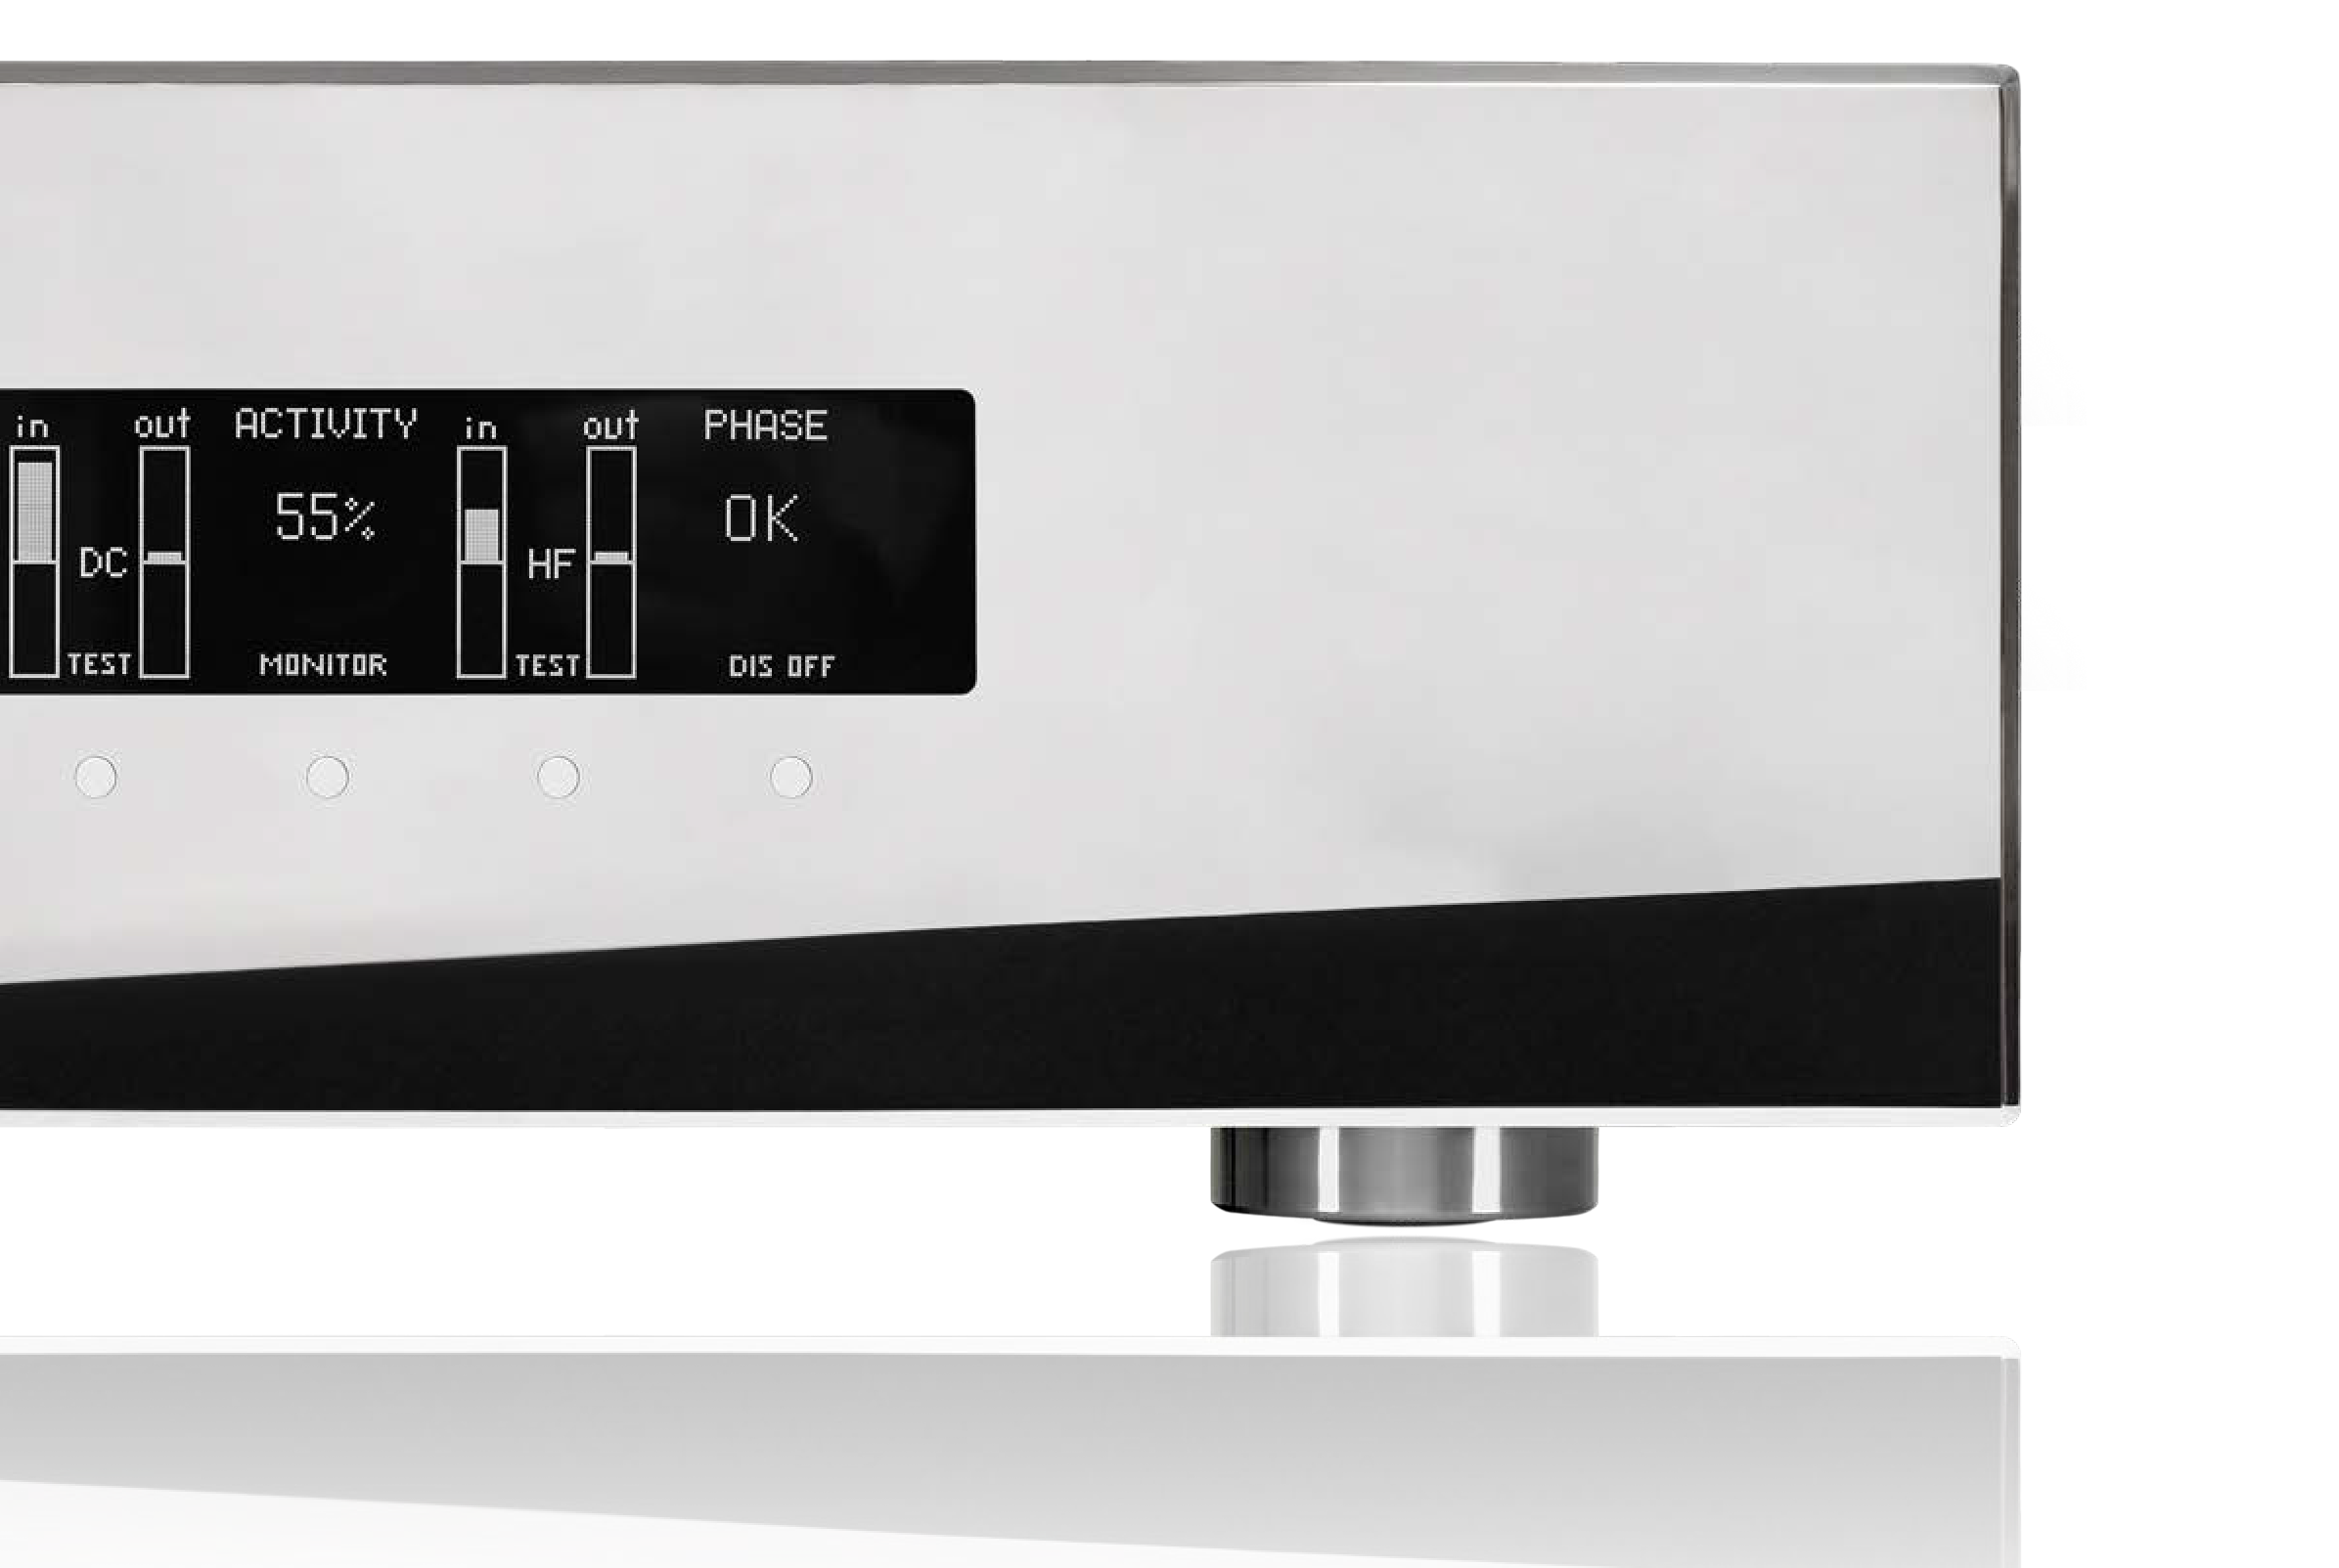 in out ACTIVITY in out PHASE
55% OK
DC HF
TEST MONITOR TEST DIS OFF